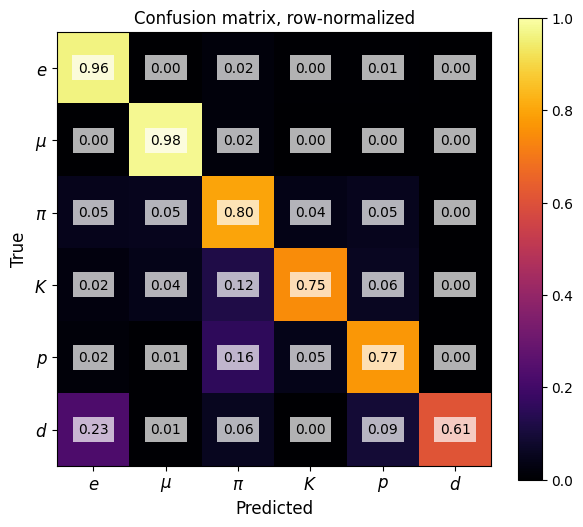 Confusion matrix, row-normalized
True
e 0.96 0.00 0.02 0.00 0.01 0.00
μ 0.00 0.98 0.02 0.00 0.00 0.00
π 0.05 0.05 0.80 0.04 0.05 0.00
K 0.02 0.04 0.12 0.75 0.06 0.00
p 0.02 0.01 0.16 0.05 0.77 0.00
d 0.23 0.01 0.06 0.00 0.09 0.61
e μ π K p d
Predicted
1.0
0.8
0.6
0.4
0.2
0.0